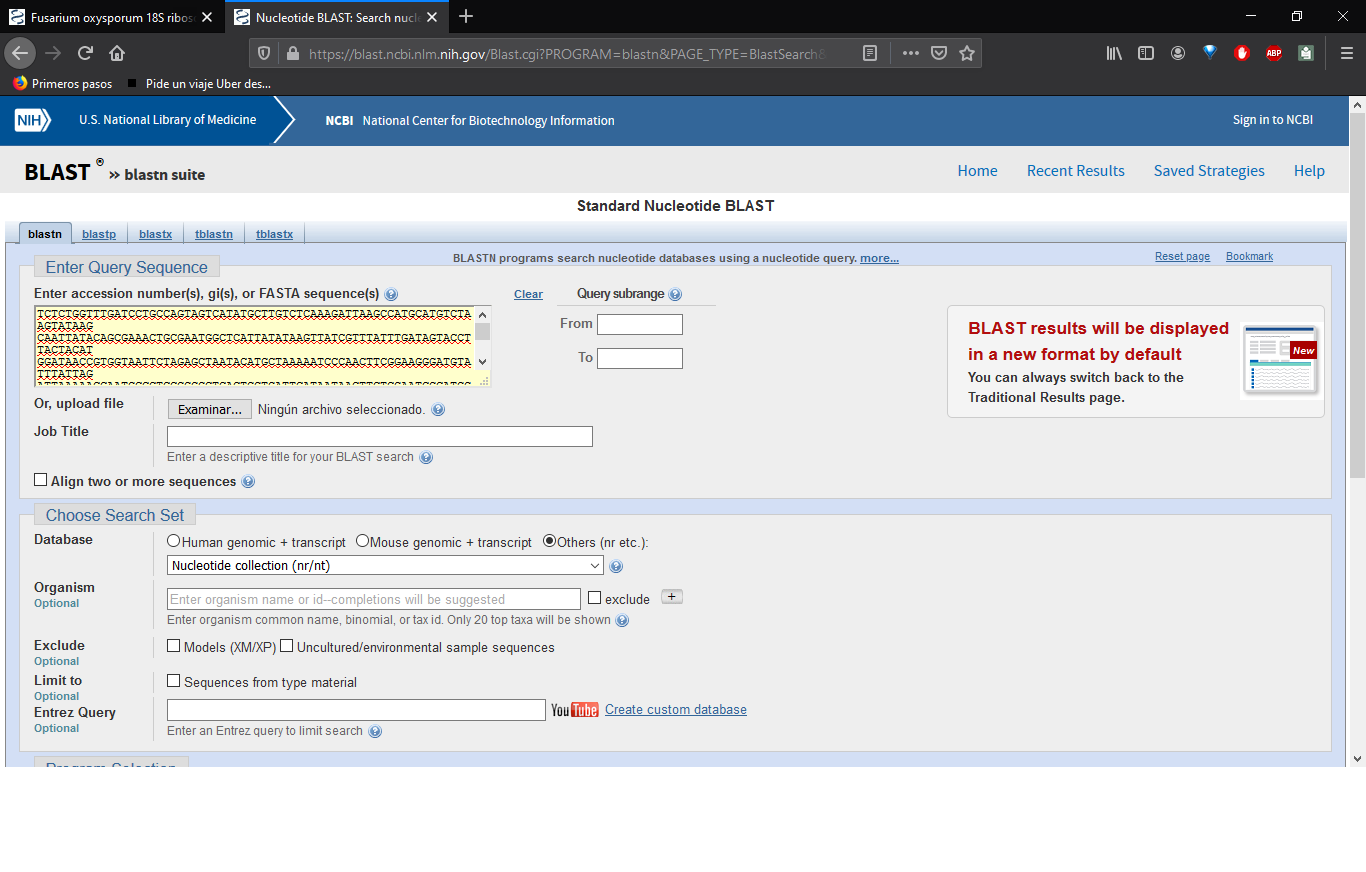 Fusarium oxysporum 18S ribos
Nucleotide BLAST: Search nucl
https://blast.ncbi.nlm.nih.gov/Blast.cgi?PROGRAM=blastn&PAGE_TYPE=BlastSearch&
ABP
Primeros pasos
Pide un viaje Uber des...
NIH
U.S. National Library of Medicine
NCBI National Center for Biotechnology Information
Sign in to NCBI
BLAST ® » blastn suite
Home Recent Results Saved Strategies Help
Standard Nucleotide BLAST
blastn blastp blastx tblastn tblastx
Enter Query Sequence
BLASTN programs search nucleotide databases using a nucleotide query. more...
Reset page Bookmark
Enter accession number(s), gi(s), or FASTA sequence(s)
Clear
Query subrange
TCTCTGGTTTGATCCTGCCAGTAGTCATATGCTTGTCTCAAAGATTAAGCCATGCATGTCTA
AGTATAAG
CAATTATACAGCGAAACTGCGAATGGCTCATTATATAAGTTATCGTTTATTTGATAGTACCT
TACTACAT
GGATAACCGTGGTAATTCTAGAGCTAATACATGCTAAAAATCCCAACTTCGGAAGGGATGTA
TTTATTAG
From
To
BLAST results will be displayed
in a new format by default
You can always switch back to the
Traditional Results page.
New
Or, upload file
Examinar... Ningún archivo seleccionado.
Job Title
Enter a descriptive title for your BLAST search
Align two or more sequences
Choose Search Set
Database
Human genomic + transcript Mouse genomic + transcript Others (nr etc.):
Nucleotide collection (nr/nt)
Organism
Optional
Enter organism name or id--completions will be suggested
exclude
+
Enter organism common name, binomial, or tax id. Only 20 top taxa will be shown
Exclude
Optional
Models (XM/XP) Uncultured/environmental sample sequences
Limit to
Optional
Sequences from type material
Entrez Query
Optional
YouTube Create custom database
Enter an Entrez query to limit search
Program Selection